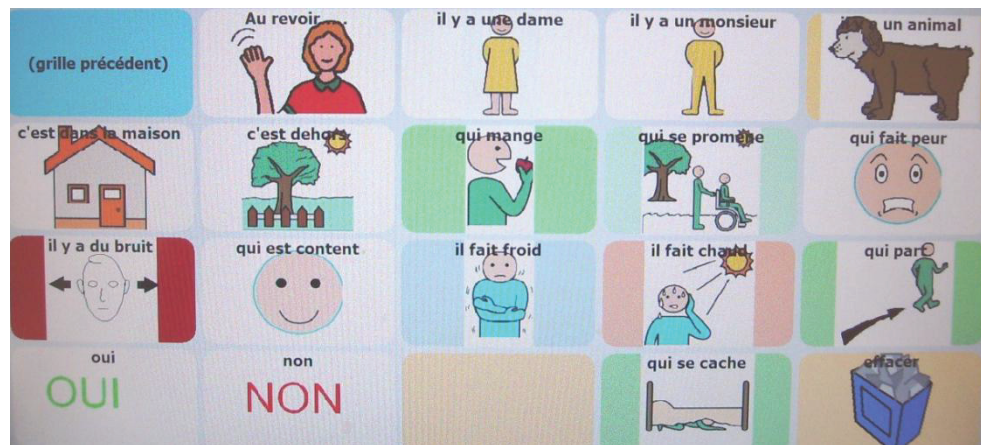 (grille précédent)
Au revoir....
il y a une dame
il y a un monsieur
il y a un animal
c'est dans la maison
c'est dehors
qui mange
qui se promène
qui fait peur
il y a du bruit
qui est content
il fait froid
il fait chaud
qui part
oui
OUI
non
NON
qui se cache
effacer